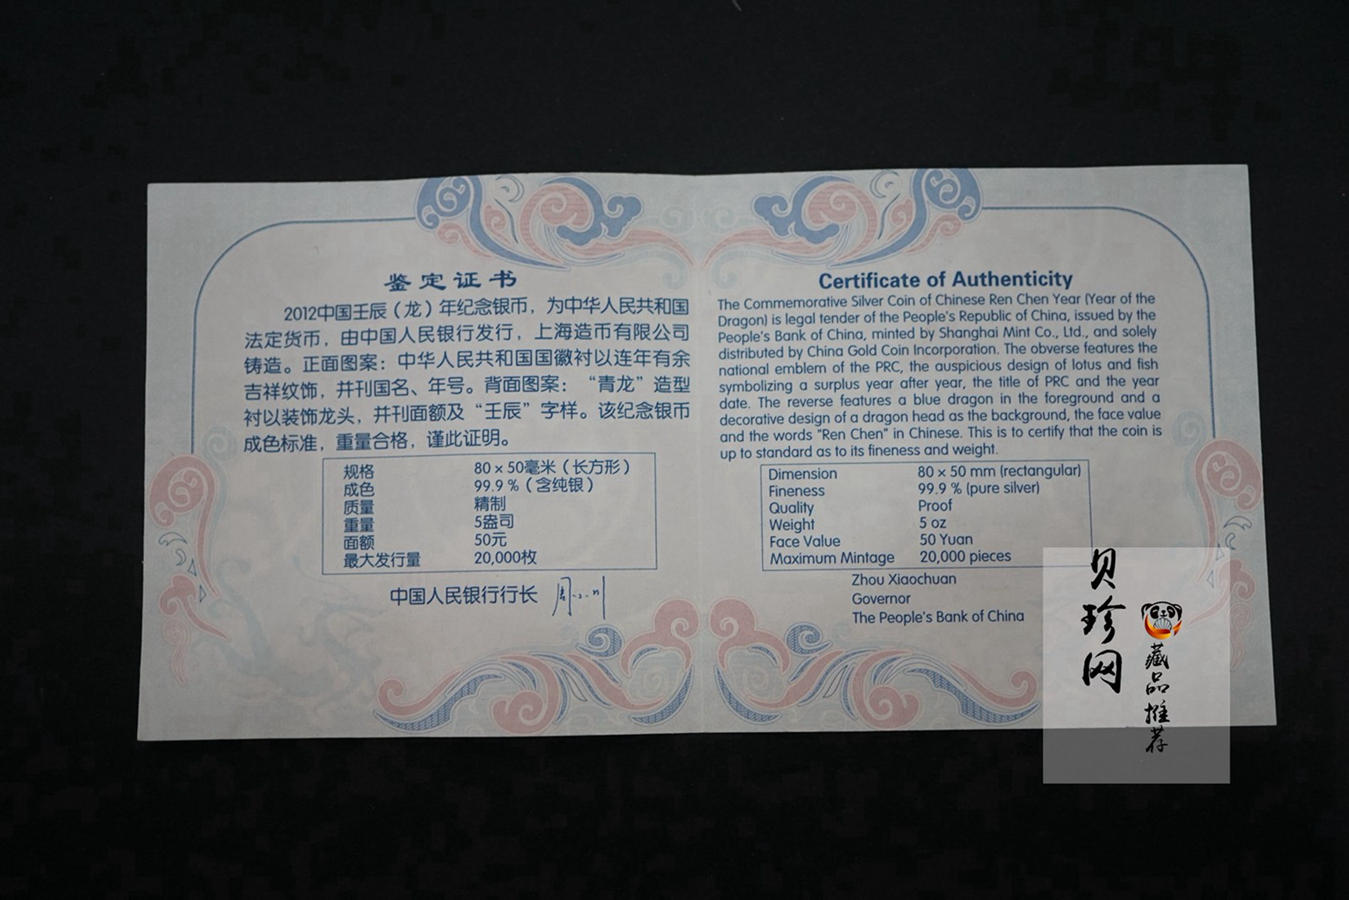 鉴定证书
2012中国壬辰（龙）年纪念银币，为中华人民共和国
法定货币，由中国人民银行发行，上海造币有限公司
铸造。正面图案：中华人民共和国国徽衬以连年有余
吉祥纹饰，并刊国名、年号。背面图案：“青龙”造型
衬以装饰龙头，并刊面额及“壬辰”字样。该纪念银币
成色标准，重量合格，谨此证明。
规格 80×50毫米（长方形）
成色 99.9％（含纯银）
质量 精制
重量 5盎司
面额 50元
最大发行量 20,000枚
中国人民银行行长 周小川
Certificate of Authenticity
The Commemorative Silver Coin of Chinese Ren Chen Year (Year of the
Dragon) is legal tender of the People's Republic of China, issued by the
People's Bank of China, minted by Shanghai Mint Co., Ltd., and solely
distributed by China Gold Coin Incorporation. The obverse features the
national emblem of the PRC, the auspicious design of lotus and fish
symbolizing a surplus year after year, the title of PRC and the year
date. The reverse features a blue dragon in the foreground and a
decorative design of a dragon head as the background, the face value
and the words "Ren Chen" in Chinese. This is to certify that the coin is
up to standard as to its fineness and weight.
Dimension 80×50 mm (rectangular)
Fineness 99.9 % (pure silver)
Quality Proof
Weight 5 oz
Face Value 50 Yuan
Maximum Mintage 20,000 pieces
Zhou Xiaochuan
Governor
The People's Bank of China
贝珍网
藏品推荐